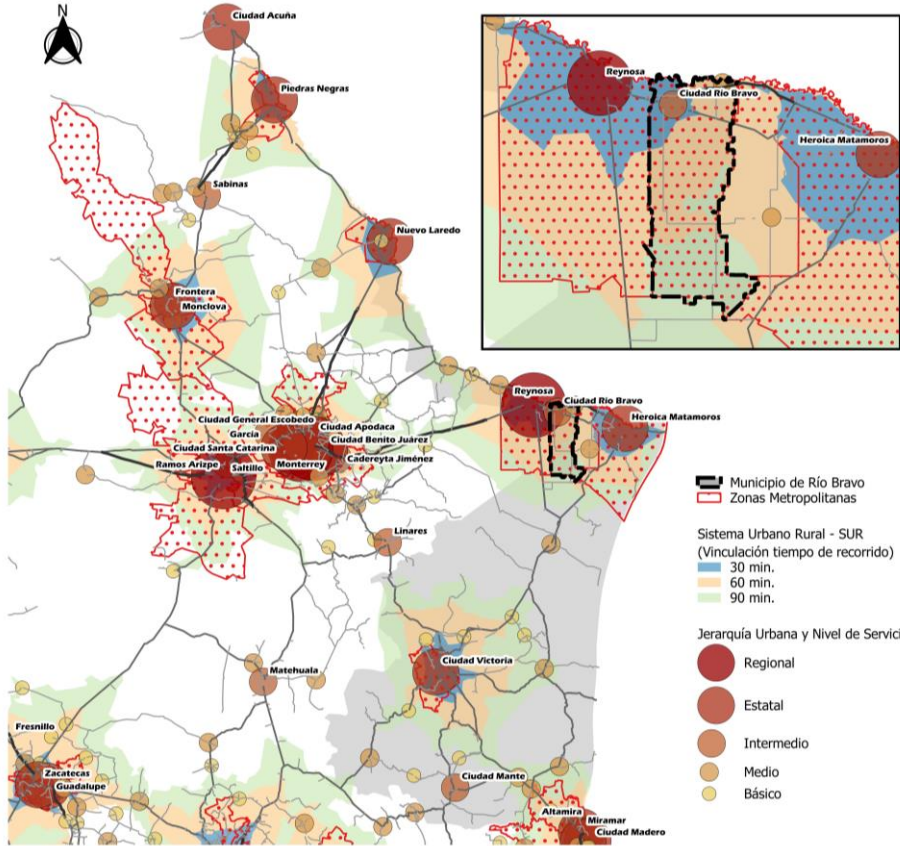 N
Ciudad Acuña
Piedras Negras
Sabinas
Nuevo Laredo
Frontera
Monclova
Ciudad General Escobedo
Ciudad Apodaca
García
Ciudad Benito Juárez
Ciudad Santa Catarina
Cadereyta Jiménez
Ramos Arizpe
Saltillo
Monterrey
Reynosa
Ciudad Río Bravo
Heroica Matamoros
Linares
Matehuala
Ciudad Victoria
Fresnillo
Zacatecas
Guadalupe
Ciudad Mante
Altamira
Miramar
Ciudad Madero
Reynosa
Ciudad Río Bravo
Heroica Matamoros
Municipio de Río Bravo
Zonas Metropolitanas
Sistema Urbano Rural - SUR
(Vinculación tiempo de recorrido)
30 min.
60 min.
90 min.
Jerarquía Urbana y Nivel de Servici
Regional
Estatal
Intermedio
Medio
Básico